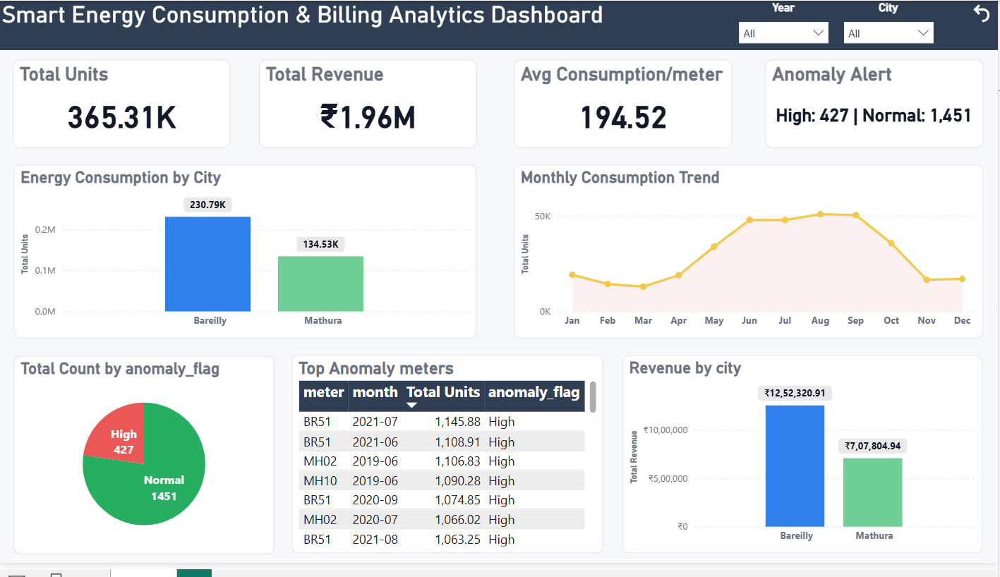 Smart Energy Consumption & Billing Analytics Dashboard
Year
City
All
All
Total Units
365.31K
Total Revenue
₹1.96M
Avg Consumption/meter
194.52
Anomaly Alert
High: 427 | Normal: 1,451
Energy Consumption by City
Total Units
0.2M
0.1M
0.0M
230.79K
134.53K
Bareilly
Mathura
Monthly Consumption Trend
Total Units
50K
0K
Jan Feb Mar Apr May Jun Jul Aug Sep Oct Nov Dec
Total Count by anomaly_flag
High
427
Normal
1451
Top Anomaly meters
meter month Total Units anomaly_flag
BR51 2021-07 1,145.88 High
BR51 2021-06 1,108.91 High
MH02 2019-06 1,106.83 High
MH10 2019-06 1,090.28 High
BR51 2020-09 1,074.85 High
MH02 2020-07 1,066.02 High
BR51 2021-08 1,063.25 High
Revenue by city
Total Revenue
₹10,00,000
₹5,00,000
₹0
₹12,52,320.91
₹7,07,804.94
Bareilly
Mathura